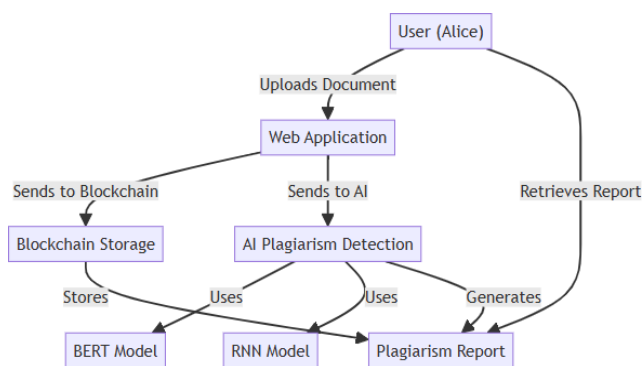 User (Alice)
Uploads Document
Web Application
Sends to Blockchain
Sends to AI
Retrieves Report
Blockchain Storage
AI Plagiarism Detection
Stores
Uses
Uses
Generates
BERT Model
RNN Model
Plagiarism Report